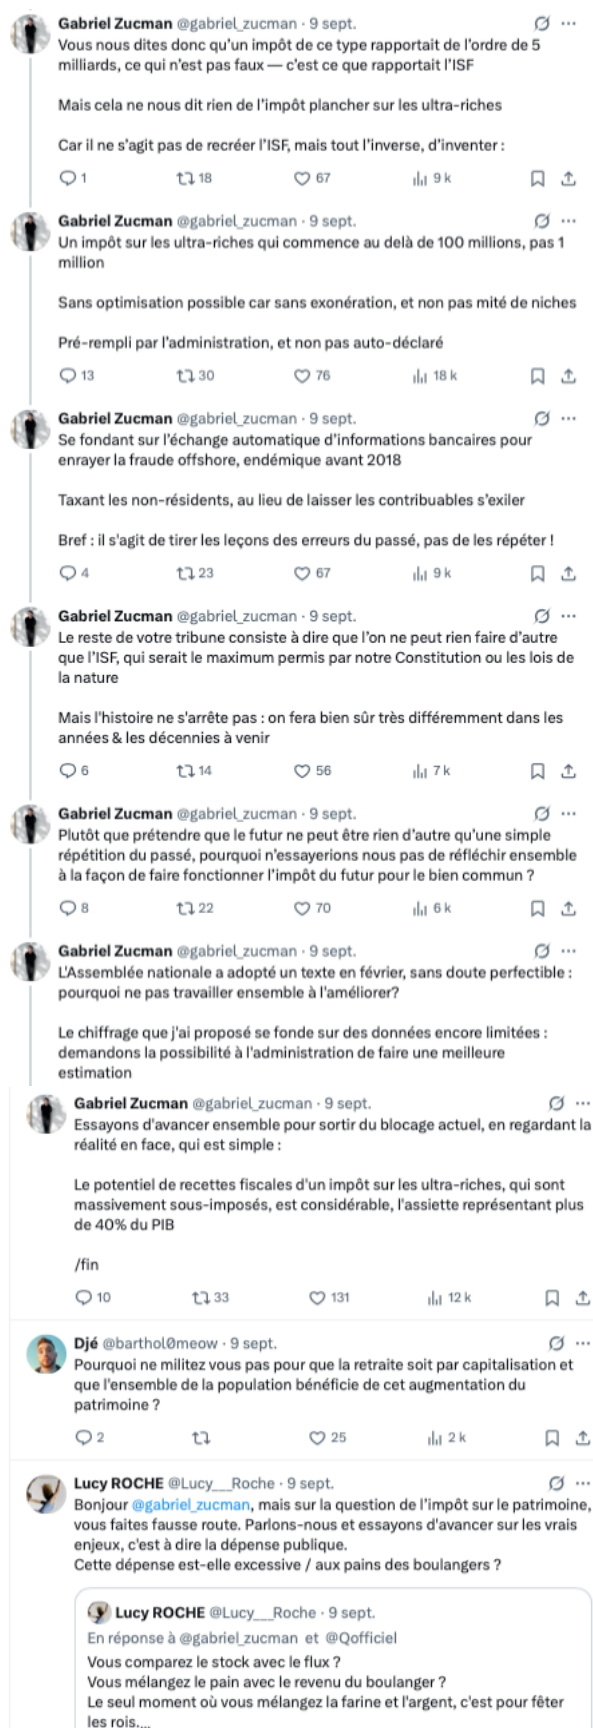 Gabriel Zucman @gabriel_zucman · 9 sept.
Vous nous dites donc qu'un impôt de ce type rapportait de l'ordre de 5
milliards, ce qui n'est pas faux — c'est ce que rapportait l'ISF
Mais cela ne nous dit rien de l'impôt plancher sur les ultra-riches
Car il ne s'agit pas de recréer l'ISF, mais tout l'inverse, d'inventer :
1 18 67 9 k
Gabriel Zucman @gabriel_zucman · 9 sept.
Un impôt sur les ultra-riches qui commence au delà de 100 millions, pas 1
million
Sans optimisation possible car sans exonération, et non pas mité de niches
Pré-rempli par l'administration, et non pas auto-déclaré
13 30 76 18 k
Gabriel Zucman @gabriel_zucman · 9 sept.
Se fondant sur l'échange automatique d'informations bancaires pour
enrayer la fraude offshore, endémique avant 2018
Taxant les non-résidents, au lieu de laisser les contribuables s'exiler
Bref : il s'agit de tirer les leçons des erreurs du passé, pas de les répéter !
4 23 67 9 k
Gabriel Zucman @gabriel_zucman · 9 sept.
Le reste de votre tribune consiste à dire que l'on ne peut rien faire d'autre
que l'ISF, qui serait le maximum permis par notre Constitution ou les lois de
la nature
Mais l'histoire ne s'arrête pas : on fera bien sûr très différemment dans les
années & les décennies à venir
6 14 56 7 k
Gabriel Zucman @gabriel_zucman · 9 sept.
Plutôt que prétendre que le futur ne peut être rien d'autre qu'une simple
répétition du passé, pourquoi n'essayerions nous pas de réfléchir ensemble
à la façon de faire fonctionner l'impôt du futur pour le bien commun ?
8 22 70 6 k
Gabriel Zucman @gabriel_zucman · 9 sept.
L'Assemblée nationale a adopté un texte en février, sans doute perfectible :
pourquoi ne pas travailler ensemble à l'améliorer?
Le chiffrage que j'ai proposé se fonde sur des données encore limitées :
demandons la possibilité à l'administration de faire une meilleure
estimation
Gabriel Zucman @gabriel_zucman · 9 sept.
Essayons d'avancer ensemble pour sortir du blocage actuel, en regardant la
réalité en face, qui est simple :
Le potentiel de recettes fiscales d'un impôt sur les ultra-riches, qui sont
massivement sous-imposés, est considérable, l'assiette représentant plus
de 40% du PIB
/fin
10 33 131 12 k
Djé @barthol0meow · 9 sept.
Pourquoi ne militez vous pas pour que la retraite soit par capitalisation et
que l'ensemble de la population bénéficie de cet augmentation du
patrimoine ?
2 25 2 k
Lucy ROCHE @Lucy___Roche · 9 sept.
Bonjour @gabriel_zucman, mais sur la question de l'impôt sur le patrimoine,
vous faites fausse route. Parlons-nous et essayons d'avancer sur les vrais
enjeux, c'est à dire la dépense publique.
Cette dépense est-elle excessive / aux pains des boulangers ?
Lucy ROCHE @Lucy___Roche · 9 sept.
En réponse à @gabriel_zucman et @Qofficiel
Vous comparez le stock avec le flux ?
Vous mélangez le pain avec le revenu du boulanger ?
Le seul moment où vous mélangez la farine et l'argent, c'est pour fêter
les rois....